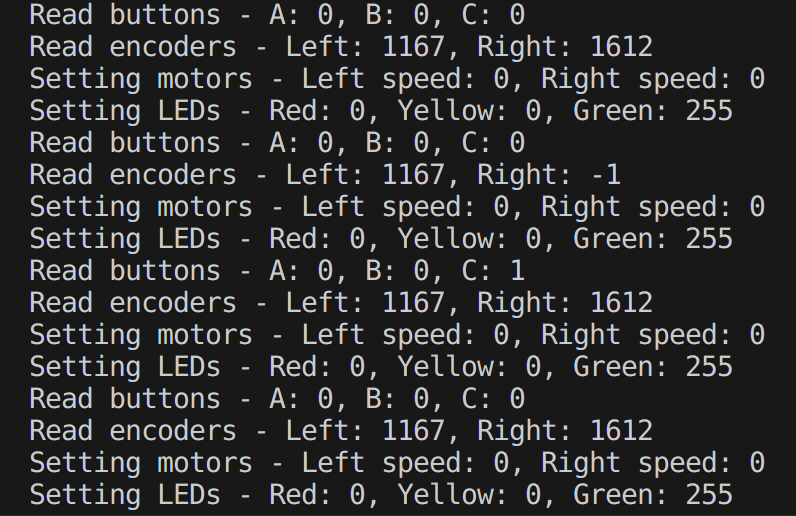 Read buttons - A: 0, B: 0, C: 0
Read encoders - Left: 1167, Right: 1612
Setting motors - Left speed: 0, Right speed: 0
Setting LEDs - Red: 0, Yellow: 0, Green: 255
Read buttons - A: 0, B: 0, C: 0
Read encoders - Left: 1167, Right: -1
Setting motors - Left speed: 0, Right speed: 0
Setting LEDs - Red: 0, Yellow: 0, Green: 255
Read buttons - A: 0, B: 0, C: 1
Read encoders - Left: 1167, Right: 1612
Setting motors - Left speed: 0, Right speed: 0
Setting LEDs - Red: 0, Yellow: 0, Green: 255
Read buttons - A: 0, B: 0, C: 0
Read encoders - Left: 1167, Right: 1612
Setting motors - Left speed: 0, Right speed: 0
Setting LEDs - Red: 0, Yellow: 0, Green: 255